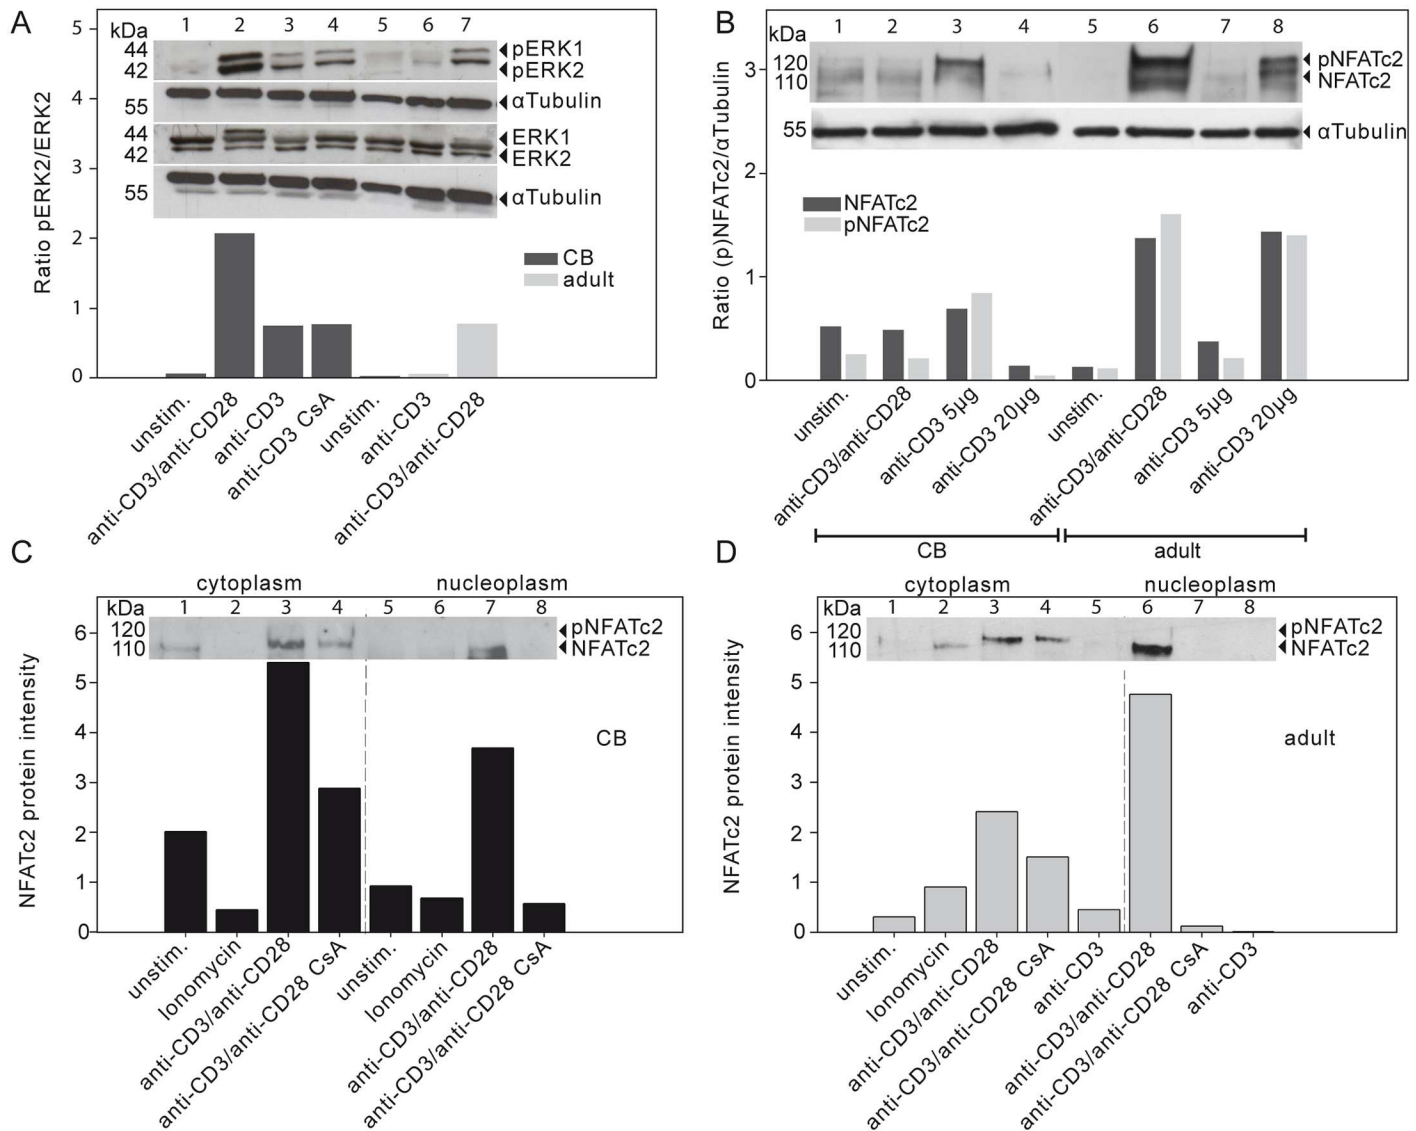 A
kDa
1 2 3 4 5 6 7
44
42
pERK1
pERK2
55
αTubulin
44
42
ERK1
ERK2
55
αTubulin
5
4
3
2
1
0
Ratio pERK2/ERK2
CB
adult
unstim.
anti-CD3/anti-CD28
anti-CD3
anti-CD3 CsA
unstim.
anti-CD3
anti-CD3/anti-CD28
B
kDa
1 2 3 4 5 6 7 8
120
110
pNFATc2
NFATc2
55
αTubulin
3
2
1
0
Ratio (p)NFATc2/αTubulin
NFATc2
pNFATc2
unstim.
anti-CD3/anti-CD28
anti-CD3 5µg
anti-CD3 20µg
unstim.
anti-CD3/anti-CD28
anti-CD3 5µg
anti-CD3 20µg
CB
adult
C
cytoplasm nucleoplasm
kDa
1 2 3 4 5 6 7 8
120
110
pNFATc2
NFATc2
6
5
4
3
2
1
0
NFATc2 protein intensity
CB
unstim.
Ionomycin
anti-CD3/anti-CD28
anti-CD3/anti-CD28 CsA
unstim.
Ionomycin
anti-CD3/anti-CD28
anti-CD3/anti-CD28 CsA
D
cytoplasm nucleoplasm
kDa
1 2 3 4 5 6 7 8
120
110
pNFATc2
NFATc2
6
5
4
3
2
1
0
NFATc2 protein intensity
adult
unstim.
Ionomycin
anti-CD3/anti-CD28
anti-CD3/anti-CD28 CsA
anti-CD3
anti-CD3/anti-CD28
anti-CD3/anti-CD28 CsA
anti-CD3